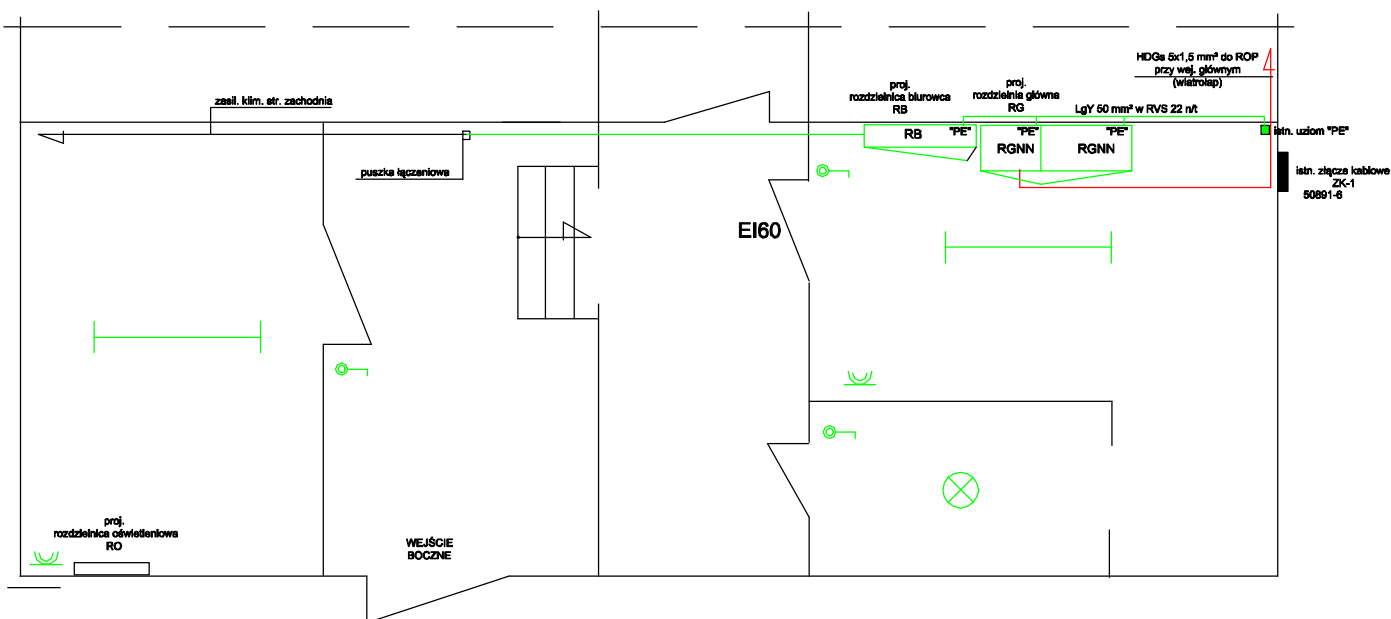 HDGs 5x1,5 mm² do ROP
przy wej. głównym
(wiatrołap)
zasil. klim. str. zachodnia
proj.
rozdzielnica biurowca
RB
proj.
rozdzielnia główna
RG
LgY 50 mm² w RVS 22 n/t
RB
"PE"
"PE"
"PE"
RGNN
RGNN
istn. uziom "PE"
puszka łączeniowa
istn. złącze kablowe
ZK-1
50891-6
EI60
proj.
rozdzielnica oświetleniowa
RO
WEJŚCIE
BOCZNE